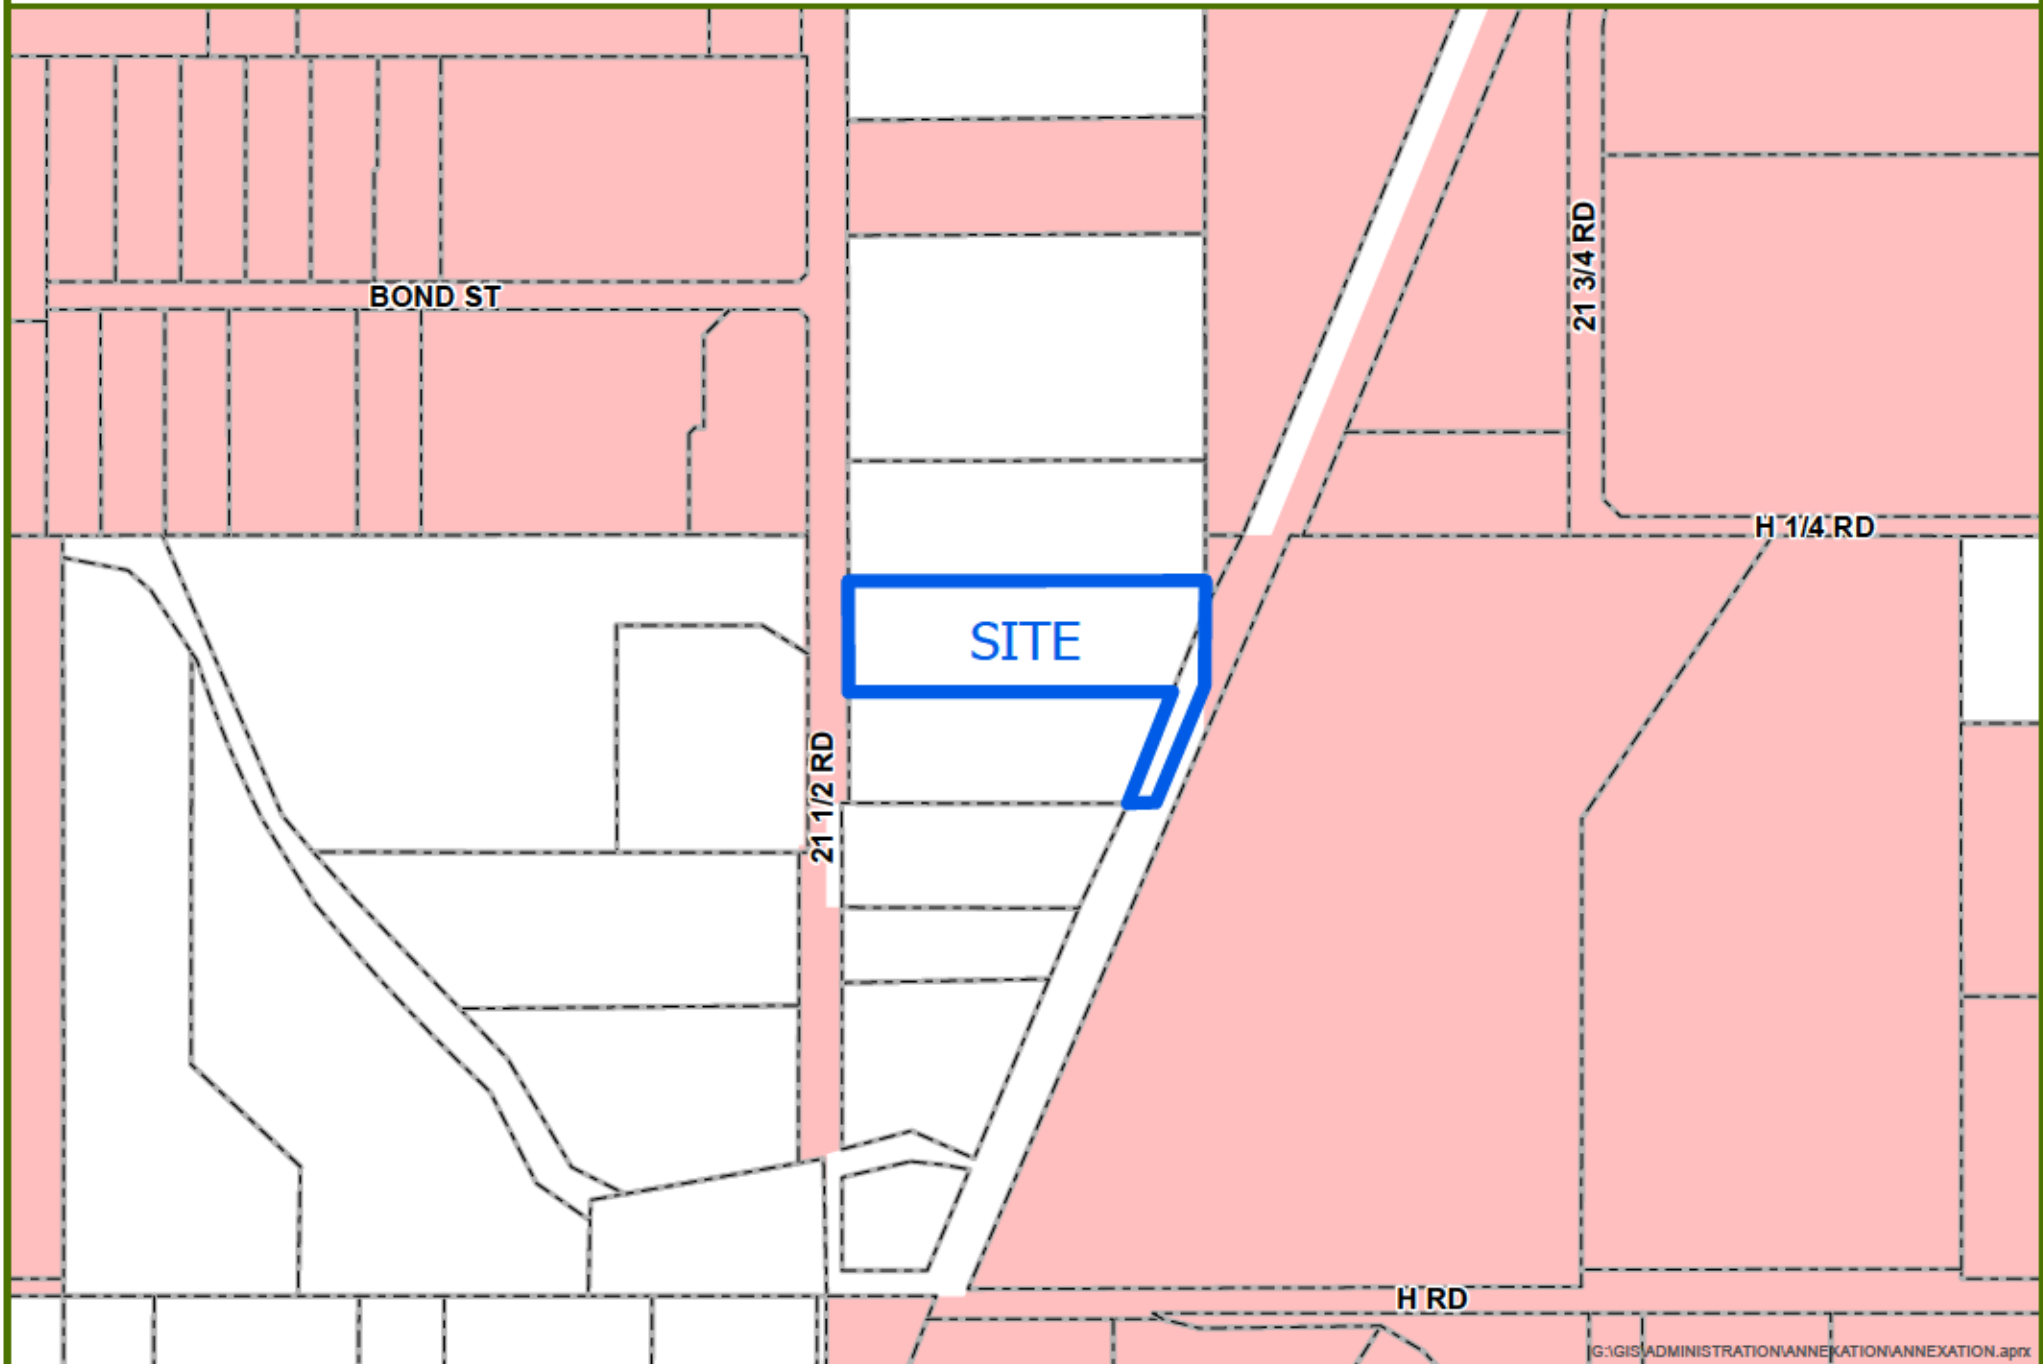 21 3/4 RD
BOND ST
H 1/4 RD
SITE
21 1/2 RD
H RD
G:\GIS\ADMINISTRATION\ANNEXATION\ANNEXATION.aprx